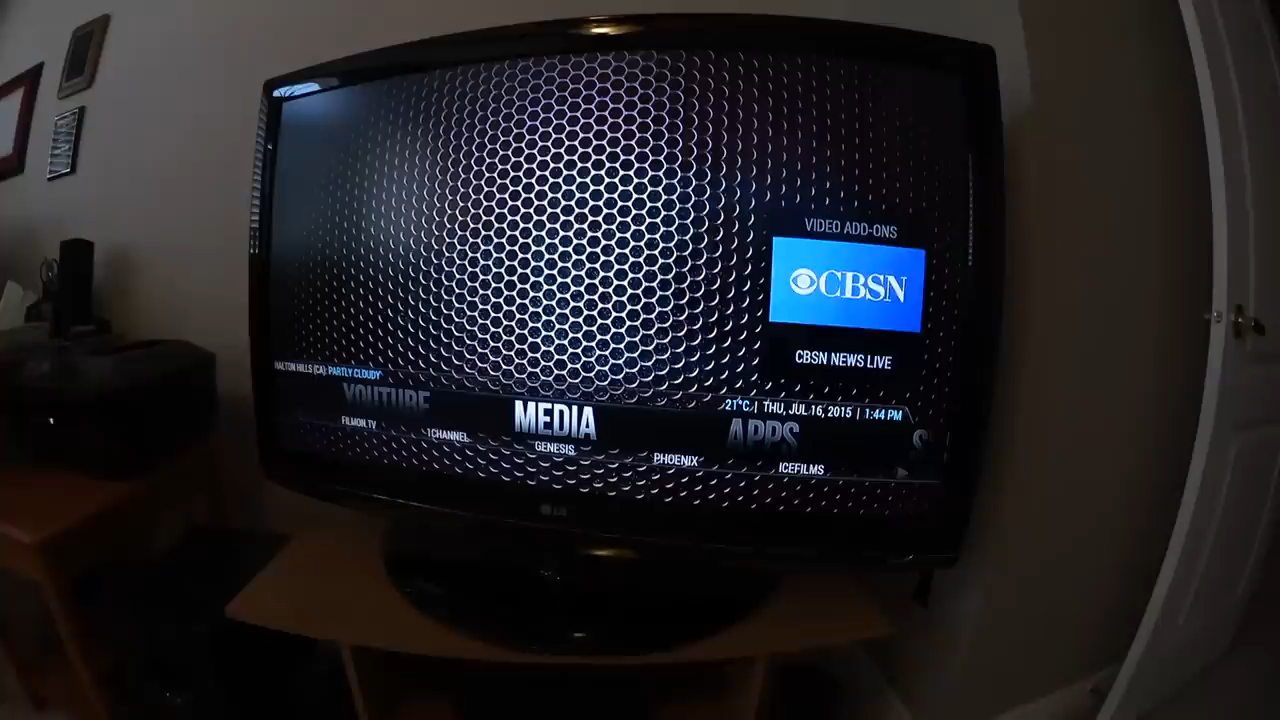 VIDEO ADD-ONS
CBSN
CBSN NEWS LIVE
HALTON HILLS (CA): PARTLY CLOUDY
21°C | THU, JUL 16, 2015 | 1:44 PM
YOUTUBE MEDIA APPS S
FILMON.TV 1CHANNEL GENESIS PHOENIX ICEFILMS
LG